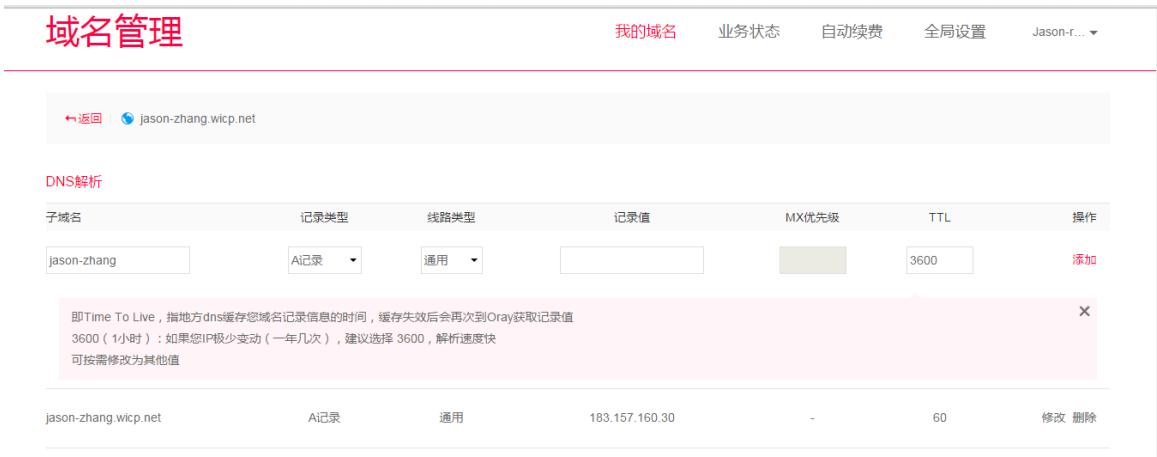 域名管理
我的域名 业务状态 自动续费 全局设置 Jason-r...
返回 jason-zhang.wicp.net
DNS解析
子域名 记录类型 线路类型 记录值 MX优先级 TTL 操作
jason-zhang A记录 通用 3600 添加
即Time To Live，指地方dns缓存您域名记录信息的时间，缓存失效后会再次到Oray获取记录值
3600（1小时）：如果您IP极少变动（一年几次），建议选择 3600，解析速度快
可按需修改为其他值
jason-zhang.wicp.net A记录 通用 183.157.160.30 - 60 修改 删除